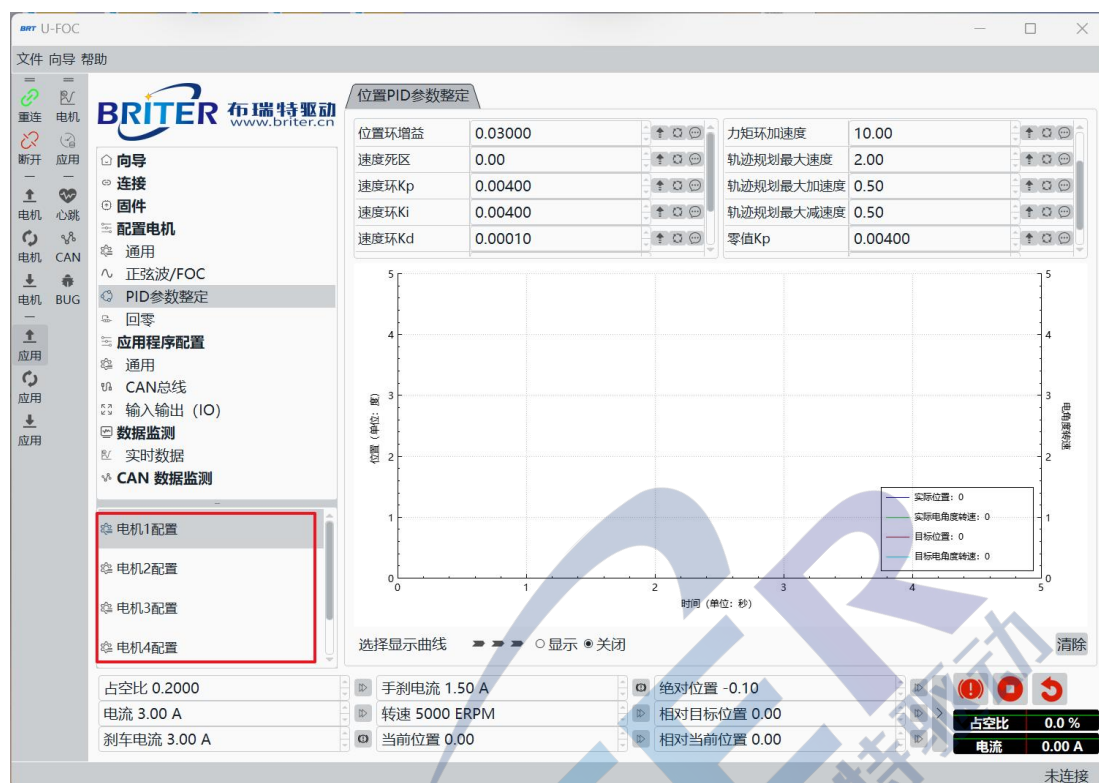 BRT U-FOC
文件 向导 帮助
重连 电机
断开 应用
电机 心跳
电机 CAN
电机 BUG
应用
应用
应用
BRITER 布瑞特驱动
www.briter.cn
向导
连接
固件
配置电机
通用
正弦波/FOC
PID参数整定
回零
应用程序配置
通用
CAN总线
输入输出（IO）
数据监测
实时数据
CAN 数据监测
电机1配置
电机2配置
电机3配置
电机4配置
位置PID参数整定
位置环增益 0.03000 力矩环加速度 10.00
速度死区 0.00 轨迹规划最大速度 2.00
速度环Kp 0.00400 轨迹规划最大加速度 0.50
速度环Ki 0.00400 轨迹规划最大减速度 0.50
速度环Kd 0.00010 零值Kp 0.00400
5 5
4 4
3 3
2 2
1 1
0 0
位置（单位：度）
电角度转速
实际位置：0
实际电角度转速：0
目标位置：0
目标电角度转速：0
0 1 2 3 4 5
时间（单位：秒）
选择显示曲线 显示 关闭 清除
占空比 0.2000 手刹电流 1.50 A 绝对位置 -0.10
电流 3.00 A 转速 5000 ERPM 相对目标位置 0.00
刹车电流 3.00 A 当前位置 0.00 相对当前位置 0.00
占空比 0.0 %
电流 0.00 A
未连接